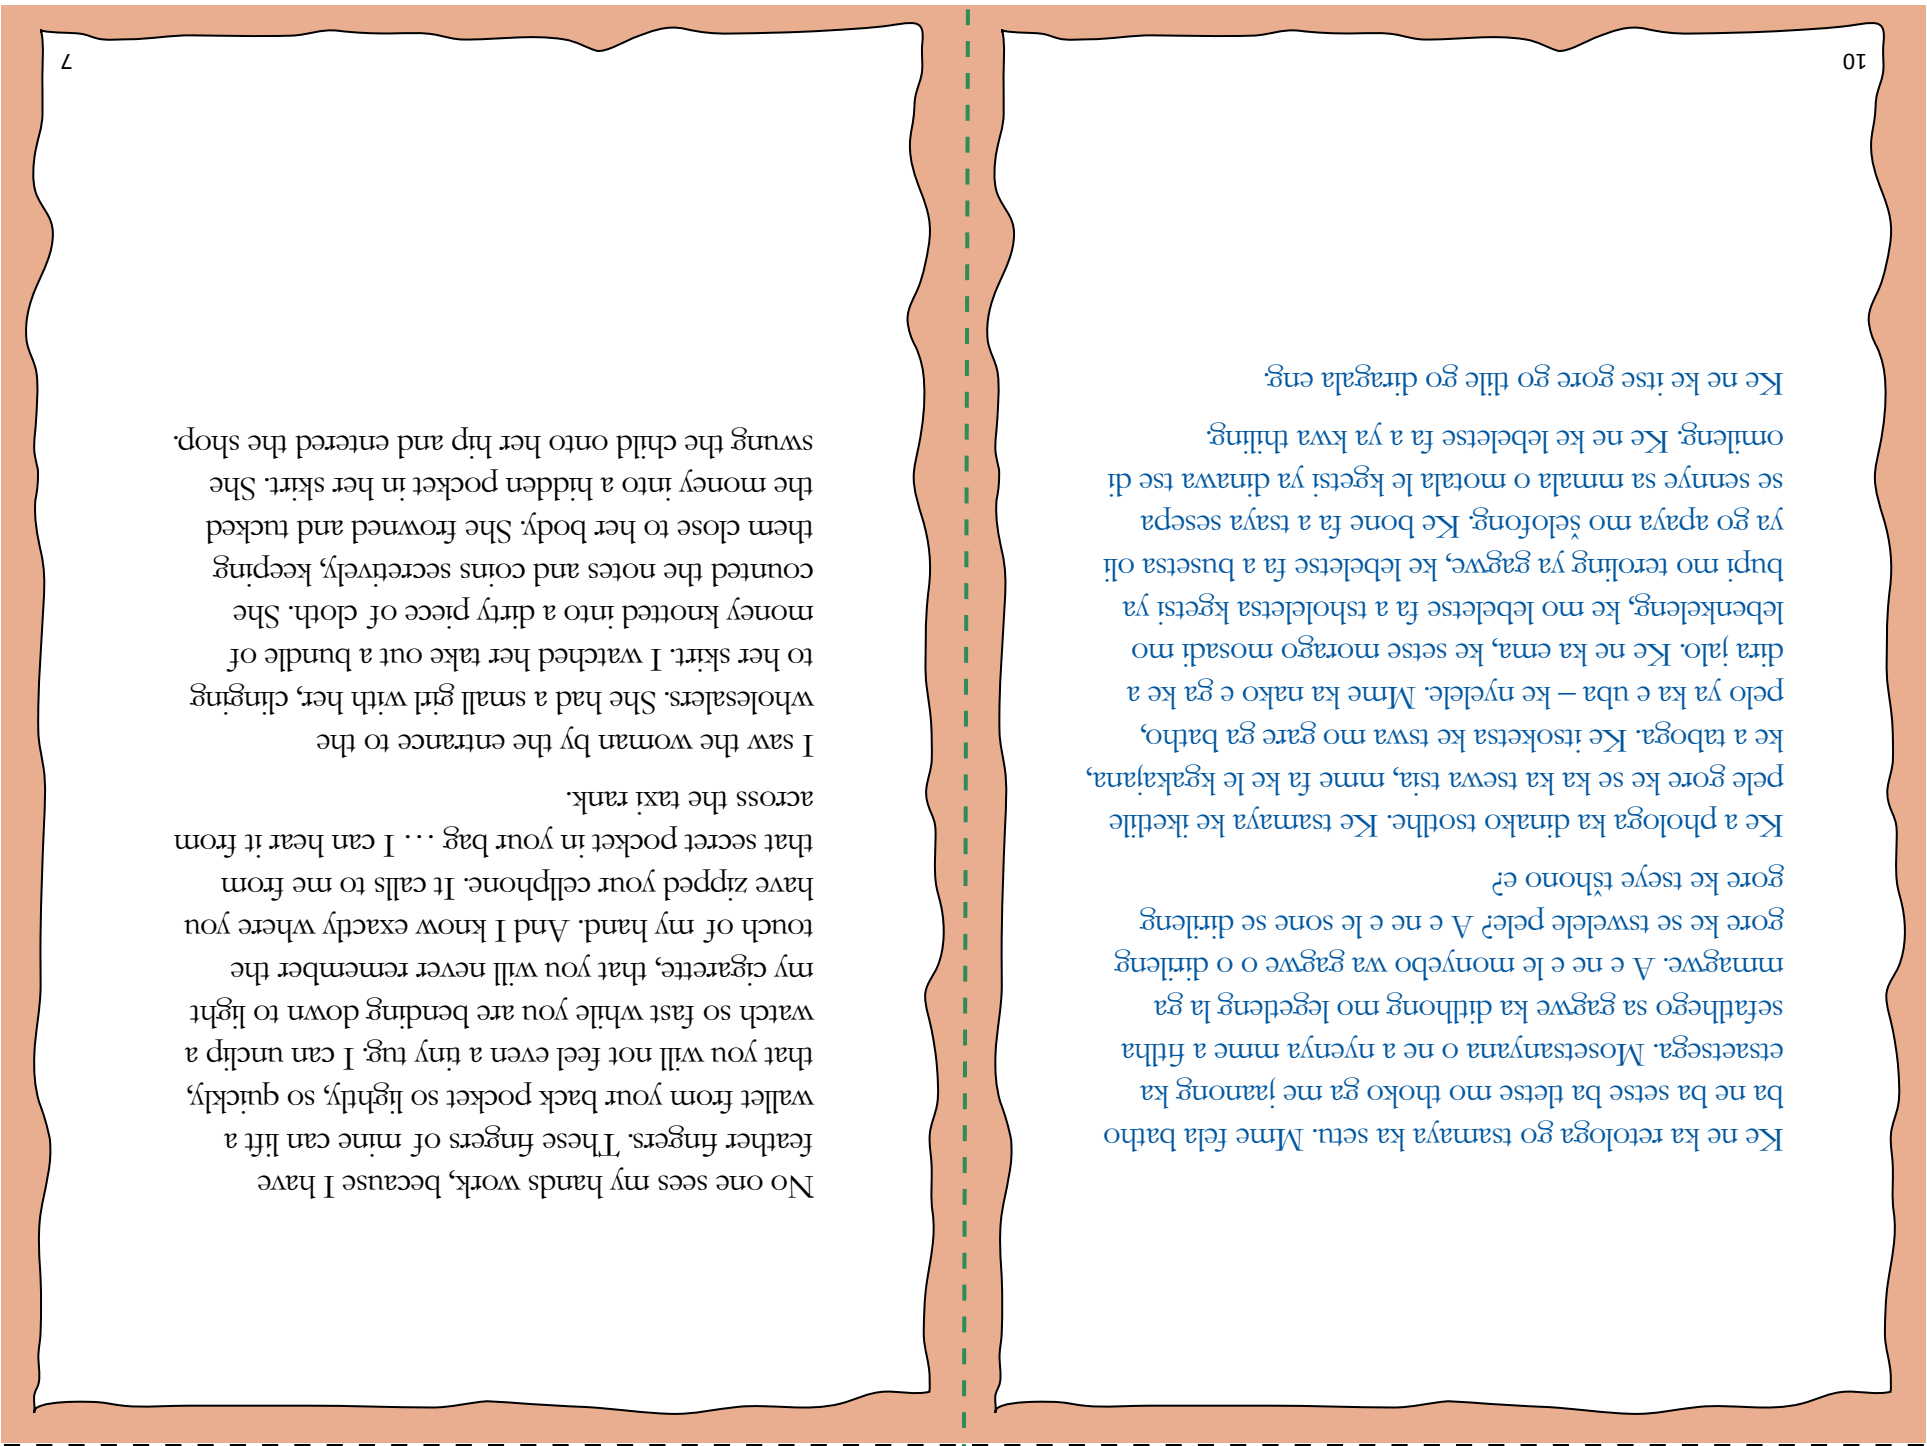 Ke ne ka retologa go tsamaya ka setu. Mme fela batho
ba ne ba setse ba tletse mo thoko ga me jaanong ka
etsaetsega. Mosetsanyana o ne a nyenya mme a fitlha
sefatlhego sa gagwe ka ditlhong mo legetleng la ga
mmagwe. A e ne e le monyebo wa gagwe o o dirileng
gore ke se tswelele pele? A e ne e le sone se dirileng
gore ke tseye tšhono e?
Ke a phologa ka dinako tsotlhe. Ke tsamaya ke iketlile
pele gore ke se ka ka tsewa tsia, mme fa ke le kgakajana,
ke a taboga. Ke itsoketsa ke tswa mo gare ga batho,
pelo ya ka e uba – ke nyelele. Mme ka nako e ga ke a
dira jalo. Ke ne ka ema, ke setse morago mosadi mo
lebenkeleng, ke mo lebeletse fa a tsholeletsa kgetsi ya
bupi mo teroling ya gagwe, ke lebeletse fa a busetsa oli
ya go apaya mo šelofong. Ke bone fa a tsaya sesepa
se sennye sa mmala o motala le kgetsi ya dinawa tse di
omileng. Ke ne ke lebeletse fa a ya kwa thiling.
Ke ne ke itse gore go tlile go diragala eng.
10
No one sees my hands work, because I have
feather fingers. These fingers of mine can lift a
wallet from your back pocket so lightly, so quickly,
that you will not feel even a tiny tug. I can unclip a
watch so fast while you are bending down to light
my cigarette, that you will never remember the
touch of my hand. And I know exactly where you
have zipped your cellphone. It calls to me from
that secret pocket in your bag … I can hear it from
across the taxi rank.
I saw the woman by the entrance to the
wholesalers. She had a small girl with her, clinging
to her skirt. I watched her take out a bundle of
money knotted into a dirty piece of cloth. She
counted the notes and coins secretively, keeping
them close to her body. She frowned and tucked
the money into a hidden pocket in her skirt. She
swung the child onto her hip and entered the shop.
7